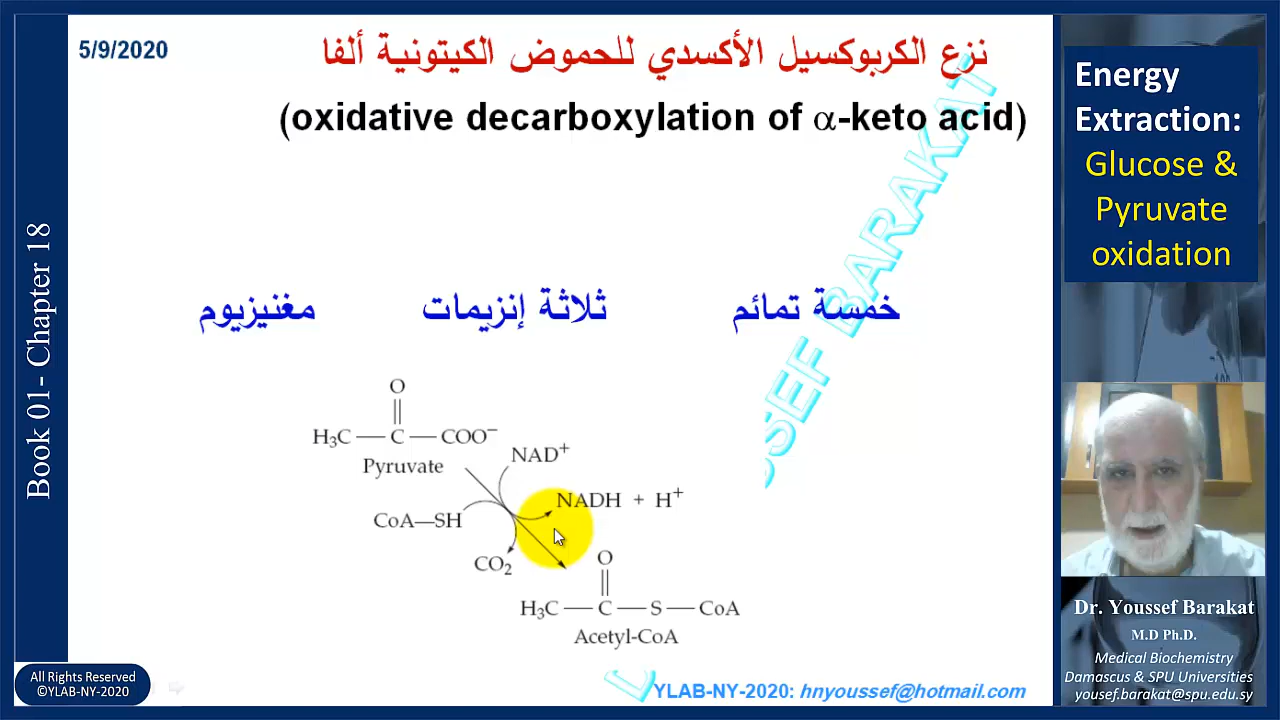 5/9/2020
نزع الكربوكسيل الأكسدي للحموض الكيتونية ألفا
(oxidative decarboxylation of α-keto acid)
خمسة تمائم
ثلاثة إنزيمات
مغنيزيوم
O
H₃C — C — COO⁻
Pyruvate
NAD⁺
NADH + H⁺
CoA—SH
CO₂
O
H₃C — C — S — CoA
Acetyl-CoA
YLAB-NY-2020: hnyoussef@hotmail.com
Book 01- Chapter 18
All Rights Reserved
©YLAB-NY-2020
Energy
Extraction:
Glucose &
Pyruvate
oxidation
Dr. Youssef Barakat
M.D Ph.D.
Medical Biochemistry
Damascus & SPU Universities
yousef.barakat@spu.edu.sy